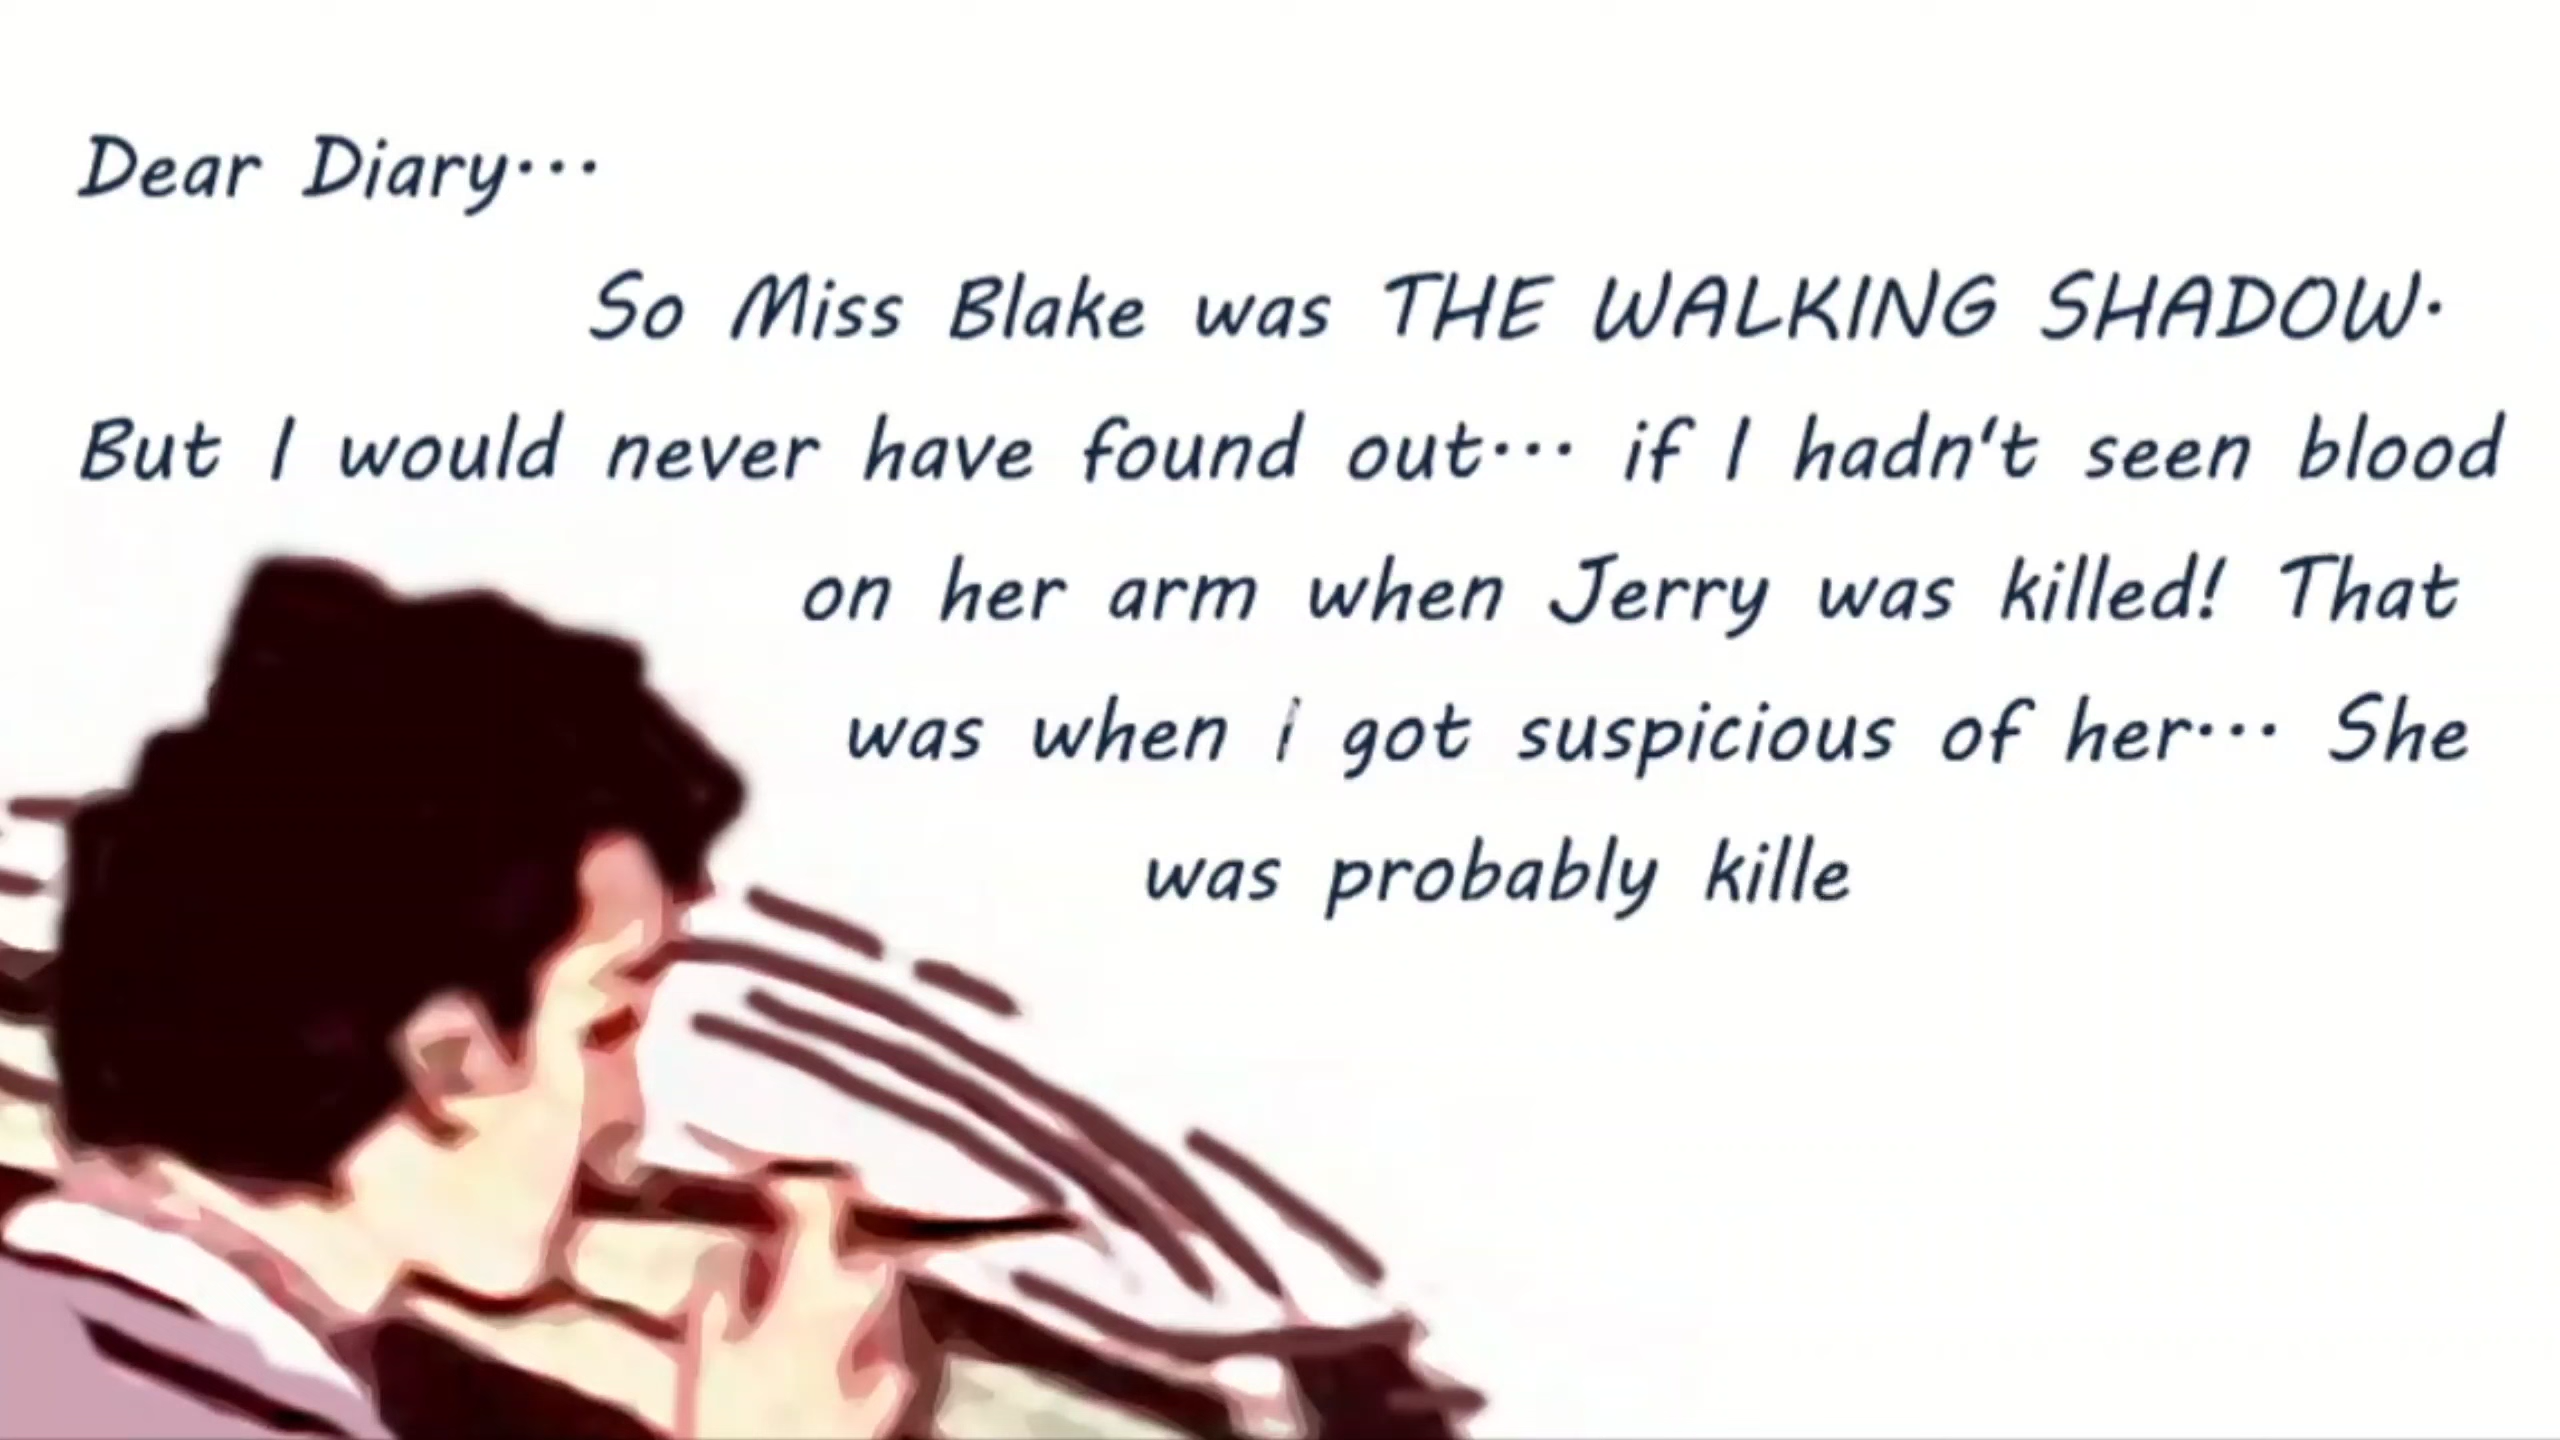 Dear Diary...
So Miss Blake was THE WALKING SHADOW.
But I would never have found out... if I hadn't seen blood
on her arm when Jerry was killed! That
was when i got suspicious of her... She
was probably kille